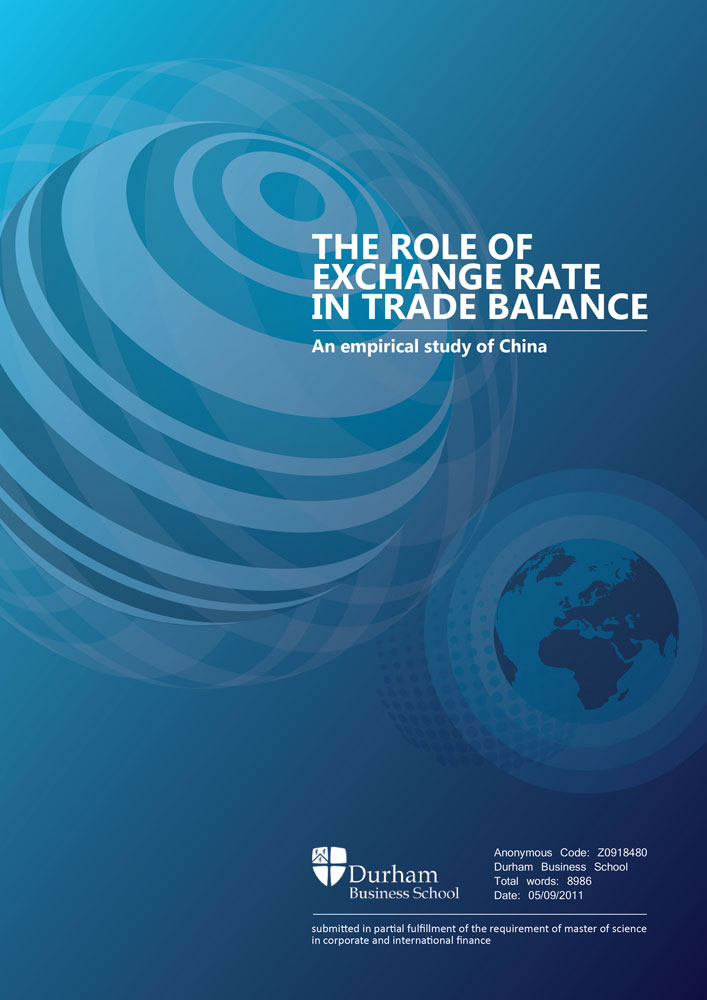 THE ROLE OF
EXCHANGE RATE
IN TRADE BALANCE
An empirical study of China
Durham
Business School
Anonymous Code: Z0918480
Durham Business School
Total words: 8986
Date: 05/09/2011
submitted in partial fulfillment of the requirement of master of science
in corporate and international finance